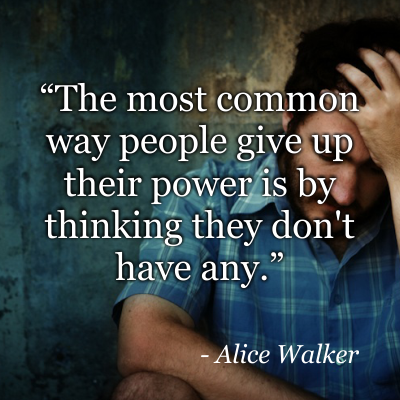 “The most common
way people give up
their power is by
thinking they don't
have any.”
- Alice Walker